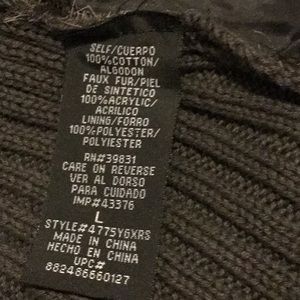 SELF/CUERPO
100%COTTON/
ALGODON
FAUX FUR/PIEL
DE SINTETICO
100%ACRYLIC/
ACRILICO
LINING/FORRO
100%POLYESTER/
POLYIESTER
RN#39831
CARE ON REVERSE
VER AL DORSO
PARA CUIDADO
IMP#43376
L
STYLE#4775Y6XRS
MADE IN CHINA
HECHO EN CHINA
UPC#
882486660127